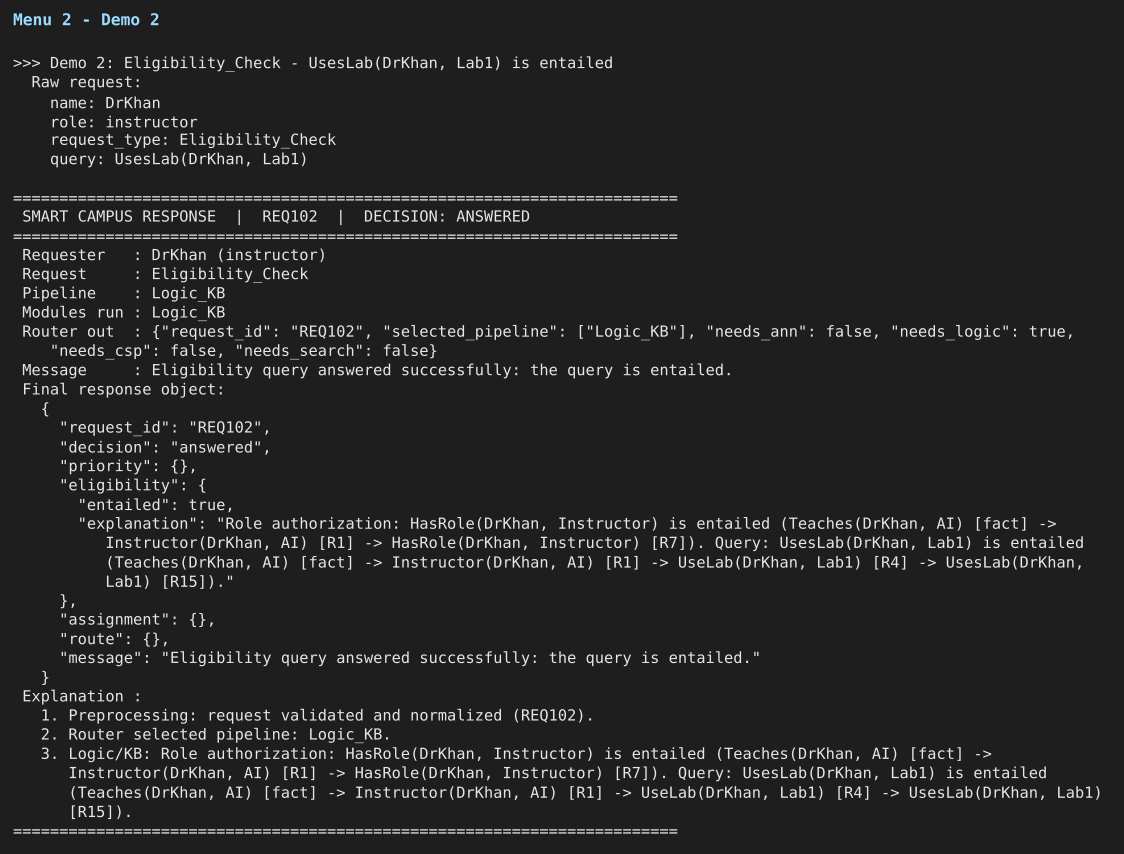 Menu 2 - Demo 2
>>> Demo 2: Eligibility_Check - UsesLab(DrKhan, Lab1) is entailed
Raw request:
name: DrKhan
role: instructor
request_type: Eligibility_Check
query: UsesLab(DrKhan, Lab1)
========================================================================
SMART CAMPUS RESPONSE  |  REQ102  |  DECISION: ANSWERED
========================================================================
Requester   : DrKhan (instructor)
Request     : Eligibility_Check
Pipeline    : Logic_KB
Modules run : Logic_KB
Router out  : {"request_id": "REQ102", "selected_pipeline": ["Logic_KB"], "needs_ann": false, "needs_logic": true,
"needs_csp": false, "needs_search": false}
Message     : Eligibility query answered successfully: the query is entailed.
Final response object:
{
"request_id": "REQ102",
"decision": "answered",
"priority": {},
"eligibility": {
"entailed": true,
"explanation": "Role authorization: HasRole(DrKhan, Instructor) is entailed (Teaches(DrKhan, AI) [fact] ->
Instructor(DrKhan, AI) [R1] -> HasRole(DrKhan, Instructor) [R7]). Query: UsesLab(DrKhan, Lab1) is entailed
(Teaches(DrKhan, AI) [fact] -> Instructor(DrKhan, AI) [R1] -> UseLab(DrKhan, Lab1) [R4] -> UsesLab(DrKhan,
Lab1) [R15])."
},
"assignment": {},
"route": {},
"message": "Eligibility query answered successfully: the query is entailed."
}
Explanation :
1. Preprocessing: request validated and normalized (REQ102).
2. Router selected pipeline: Logic_KB.
3. Logic/KB: Role authorization: HasRole(DrKhan, Instructor) is entailed (Teaches(DrKhan, AI) [fact] ->
Instructor(DrKhan, AI) [R1] -> HasRole(DrKhan, Instructor) [R7]). Query: UsesLab(DrKhan, Lab1) is entailed
(Teaches(DrKhan, AI) [fact] -> Instructor(DrKhan, AI) [R1] -> UseLab(DrKhan, Lab1) [R4] -> UsesLab(DrKhan, Lab1)
[R15]).
========================================================================